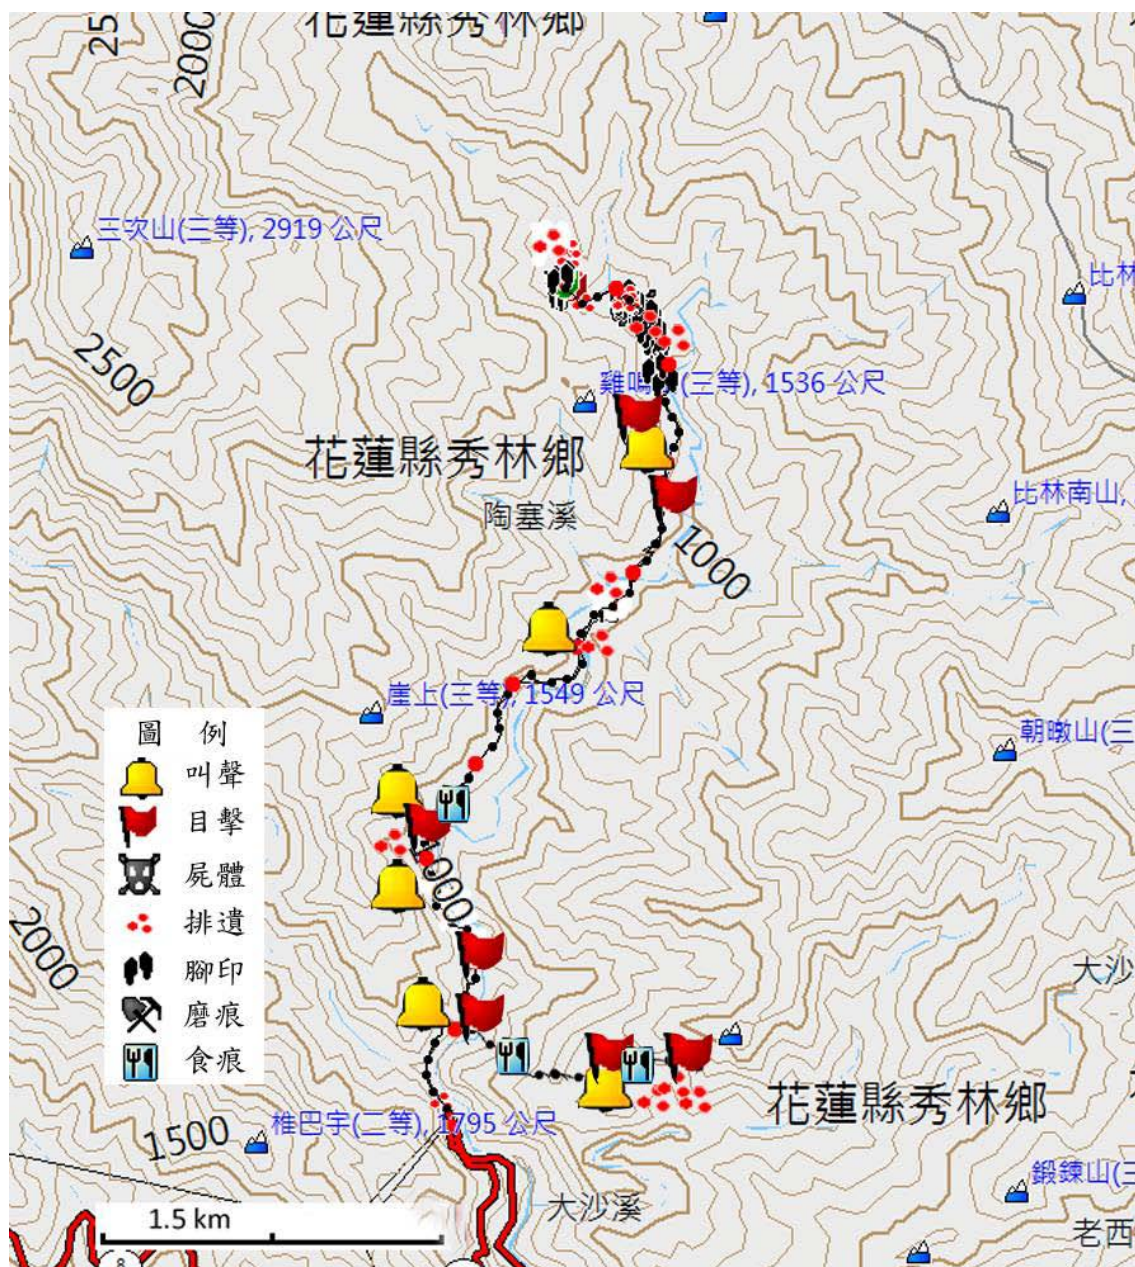 花蓮縣秀林鄉
2000
三次山(三等), 2919 公尺
比林
2500
雞鳴 (三等), 1536 公尺
花蓮縣秀林鄉
比林南山,
陶塞溪
1000
崖上(三等), 1549 公尺
朝暾山(三
圖 例
叫聲
目擊
屍體
排遺
腳印
磨痕
食痕
000
2000
大沙
花蓮縣秀林鄉
1500
椎巴宇(二等), 1795 公尺
鍛鍊山(三
大沙溪
老西
1.5 km
8